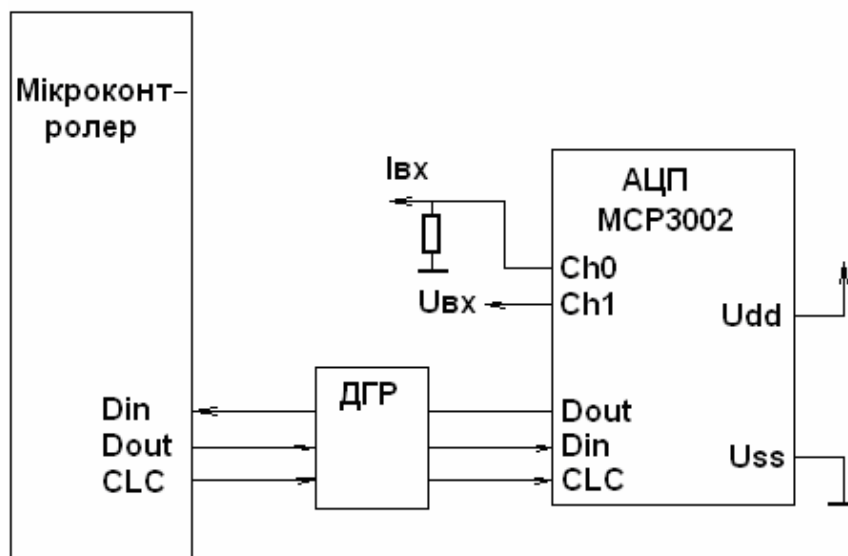 Мікроконт-
ролер
Iвх
АЦП
MCP3002
Ch0
Uвх
Ch1
Udd
ДГР
Din
Dout
Dout
Din
Uss
CLC
CLC